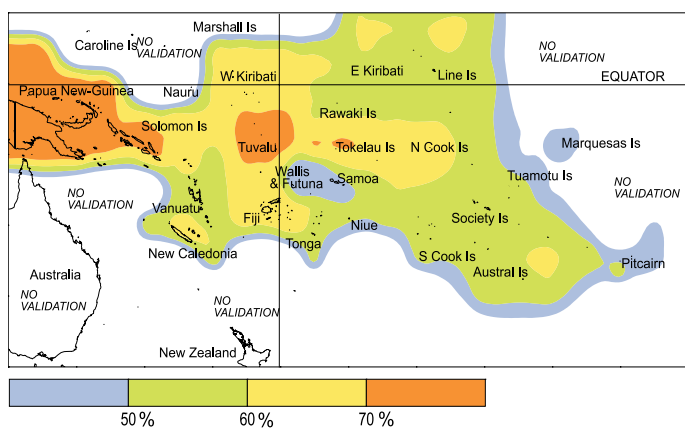 Marshall Is
Caroline Is
NO
VALIDATION
NO
VALIDATION
W Kiribati
E Kiribati
Line Is
EQUATOR
Papua New-Guinea
Nauru
Rawaki Is
Solomon Is
Tuvalu
Tokelau Is
N Cook Is
Marquesas Is
Wallis
& Futuna
Samoa
Tuamotu Is
NO
VALIDATION
NO
VALIDATION
Vanuatu
Fiji
Society Is
Niue
Tonga
New Caledonia
S Cook Is
Austral Is
Pitcairn
Australia
NO
VALIDATION
NO
VALIDATION
New Zealand
50 %
60 %
70 %